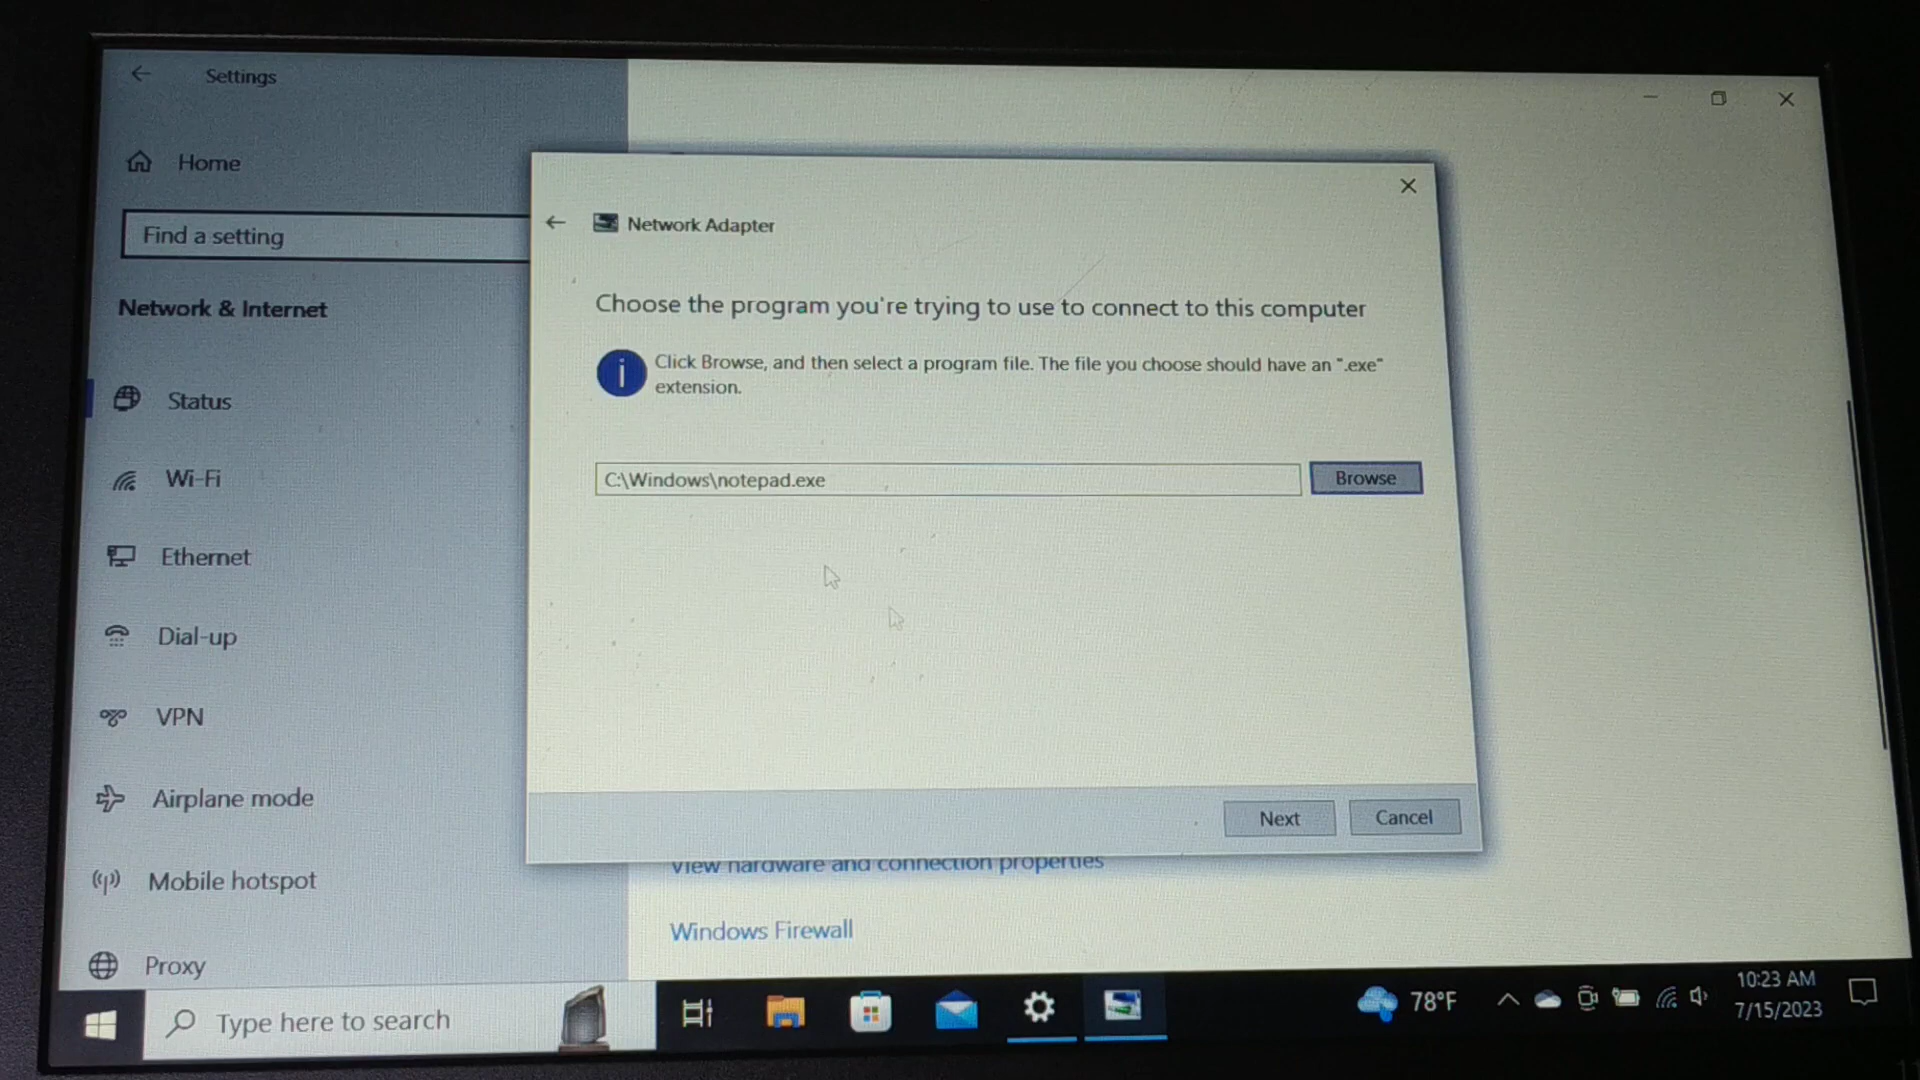 Settings
Home
Find a setting
Network & Internet
Status
Wi-Fi
Ethernet
Dial-up
VPN
Airplane mode
Mobile hotspot
Proxy
Network Adapter
Choose the program you're trying to use to connect to this computer
i
Click Browse, and then select a program file. The file you choose should have an ".exe"
extension.
C:\Windows\notepad.exe
Browse
Next
Cancel
View hardware and connection properties
Windows Firewall
Type here to search
78°F
10:23 AM
7/15/2023